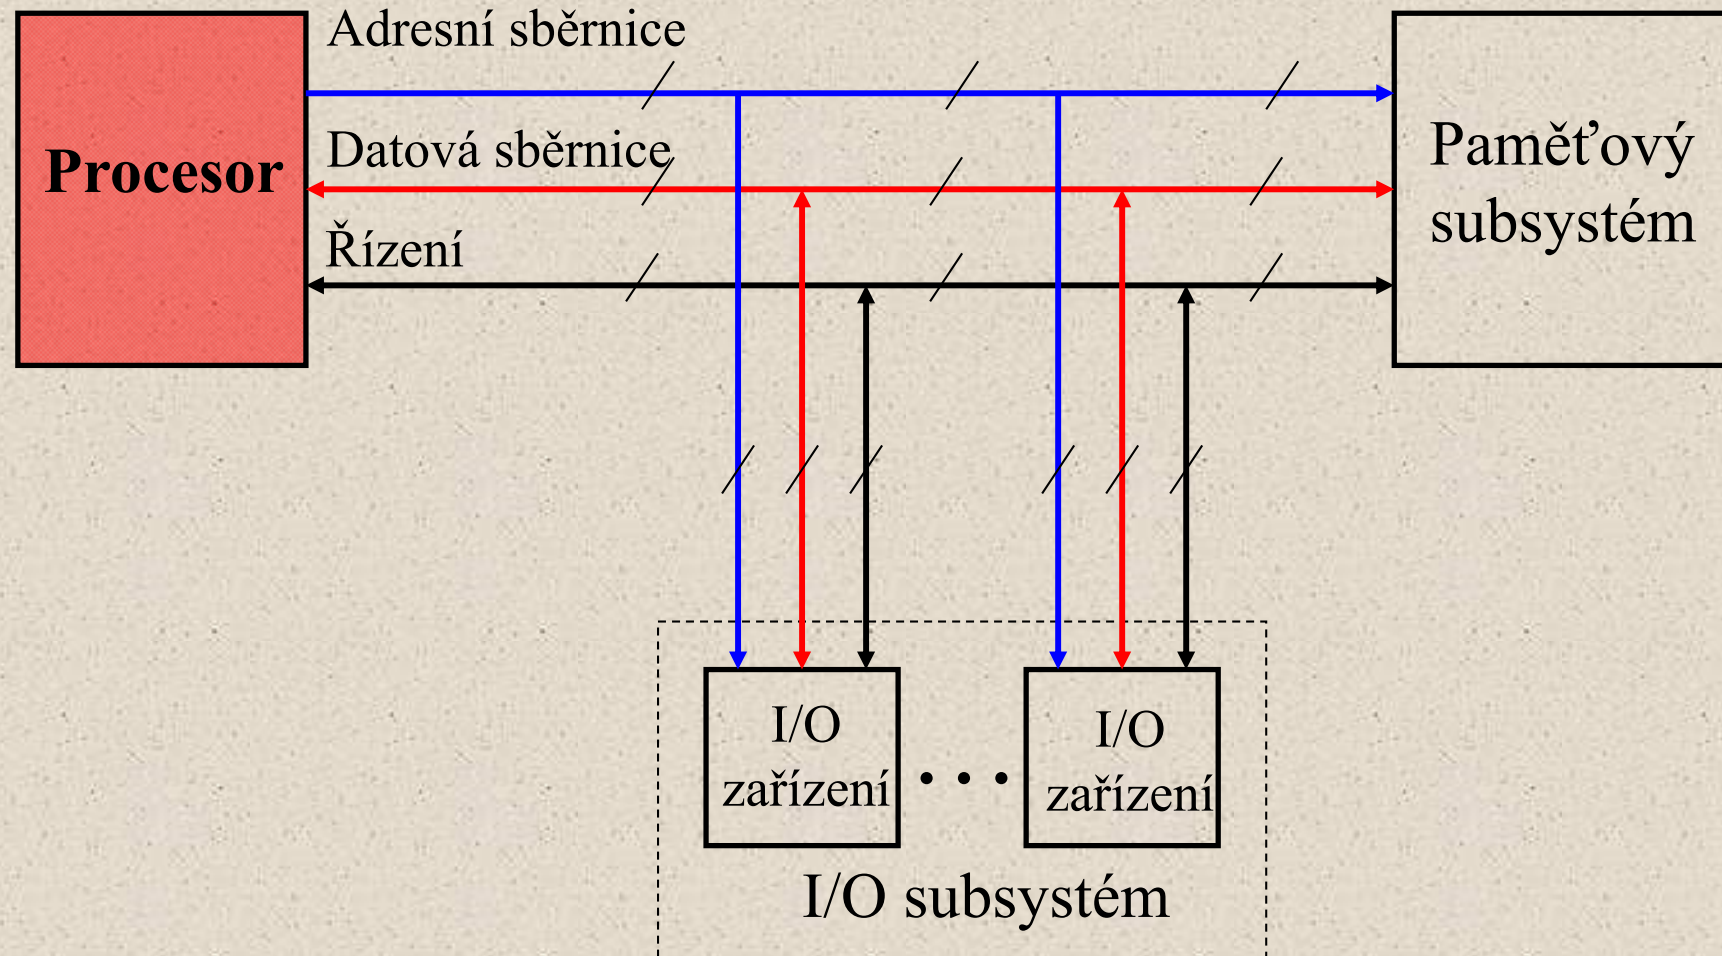 Adresní sběrnice
Procesor
Datová sběrnice
Řízení
Paměťový
subsystém
I/O
zařízení
. . .
I/O
zařízení
I/O subsystém